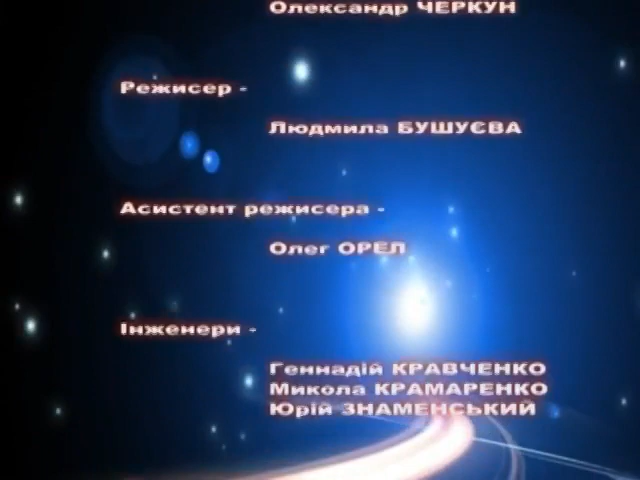 Олександр ЧЕРКУН
Режисер -
Людмила БУШУЄВА
Асистент режисера -
Олег ОРЕЛ
Інженери -
Геннадій КРАВЧЕНКО
Микола КРАМАРЕНКО
Юрій ЗНАМЕНСЬКИЙ